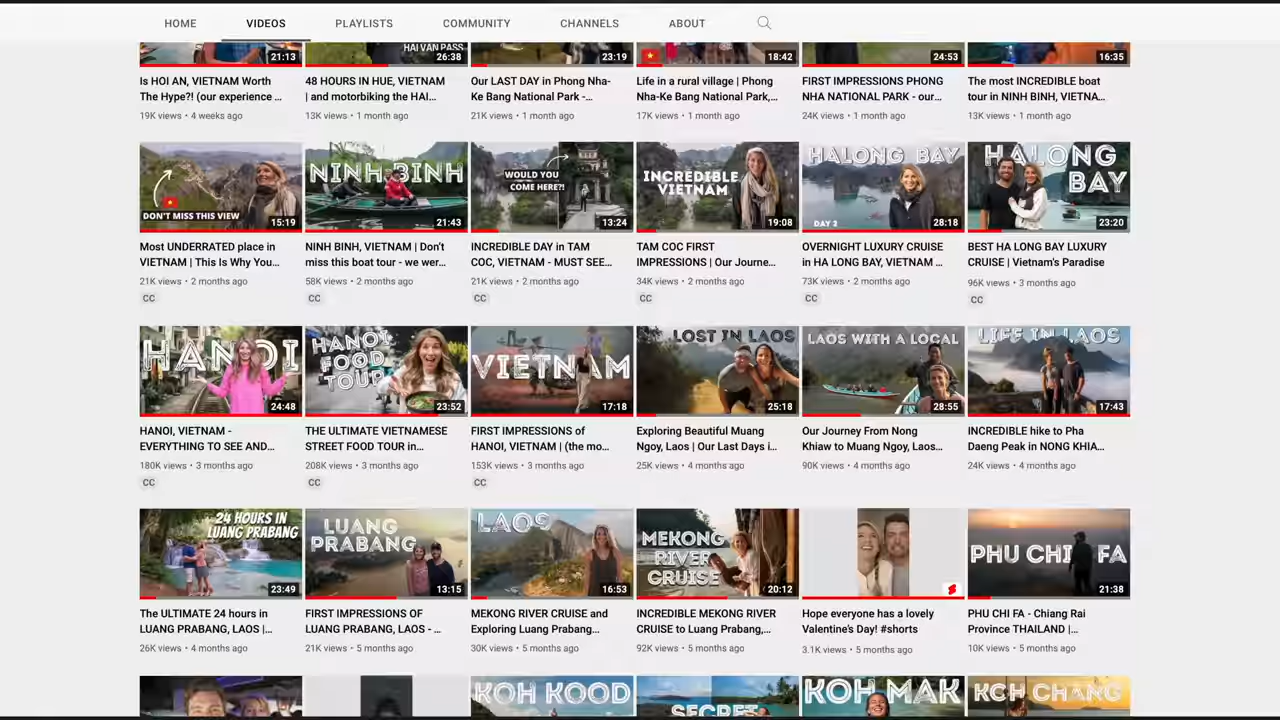 HOME VIDEOS PLAYLISTS COMMUNITY CHANNELS ABOUT
HAI VAN PASS
21:13 26:38 23:19 18:42 24:53 16:35
Is HOI AN, VIETNAM Worth
The Hype?! (our experience ...
19K views • 4 weeks ago
48 HOURS IN HUE, VIETNAM
| and motorbiking the HAI...
13K views • 1 month ago
Our LAST DAY in Phong Nha-
Ke Bang National Park -...
21K views • 1 month ago
Life in a rural village | Phong
Nha-Ke Bang National Park,...
17K views • 1 month ago
FIRST IMPRESSIONS PHONG
NHA NATIONAL PARK - our...
24K views • 1 month ago
The most INCREDIBLE boat
tour in NINH BINH, VIETNA...
13K views • 1 month ago
DON'T MISS THIS VIEW
15:19
Most UNDERRATED place in
VIETNAM | This Is Why You...
21K views • 2 months ago
CC
NINH BINH
21:43
NINH BINH, VIETNAM | Don't
miss this boat tour - we wer...
58K views • 2 months ago
CC
WOULD YOU
COME HERE?!
13:24
INCREDIBLE DAY in TAM
COC, VIETNAM - MUST SEE...
21K views • 2 months ago
CC
INCREDIBLE
VIETNAM
19:08
TAM COC FIRST
IMPRESSIONS | Our Journe...
34K views • 2 months ago
CC
HALONG BAY
DAY 2
28:18
OVERNIGHT LUXURY CRUISE
in HA LONG BAY, VIETNAM ...
73K views • 2 months ago
CC
HALONG
BAY
23:20
BEST HA LONG BAY LUXURY
CRUISE | Vietnam's Paradise
96K views • 3 months ago
CC
HANOI
24:48
HANOI, VIETNAM -
EVERYTHING TO SEE AND...
180K views • 3 months ago
CC
HANOI
FOOD
TOUR
23:52
THE ULTIMATE VIETNAMESE
STREET FOOD TOUR in...
208K views • 3 months ago
CC
VIETNAM
17:18
FIRST IMPRESSIONS of
HANOI, VIETNAM | (the mo...
153K views • 3 months ago
CC
LOST IN LAOS
25:18
Exploring Beautiful Muang
Ngoy, Laos | Our Last Days i...
25K views • 4 months ago
LAOS WITH A LOCAL
28:55
Our Journey From Nong
Khiaw to Muang Ngoy, Laos...
90K views • 4 months ago
LIFE IN LAOS
17:43
INCREDIBLE hike to Pha
Daeng Peak in NONG KHIA...
24K views • 4 months ago
24 HOURS IN
LUANG PRABANG
23:49
The ULTIMATE 24 hours in
LUANG PRABANG, LAOS |...
26K views • 4 months ago
LUANG
PRABANG
13:15
FIRST IMPRESSIONS OF
LUANG PRABANG, LAOS - ...
21K views • 5 months ago
LAOS
16:53
MEKONG RIVER CRUISE and
Exploring Luang Prabang...
30K views • 5 months ago
MEKONG
RIVER
CRUISE
20:12
INCREDIBLE MEKONG RIVER
CRUISE to Luang Prabang,...
92K views • 5 months ago
Hope everyone has a lovely
Valentine's Day! #shorts
3.1K views • 5 months ago
PHU CHI FA
21:38
PHU CHI FA - Chiang Rai
Province THAILAND |...
10K views • 5 months ago
KOH KOOD
SECRET
KOH MAK
KOH CHANG